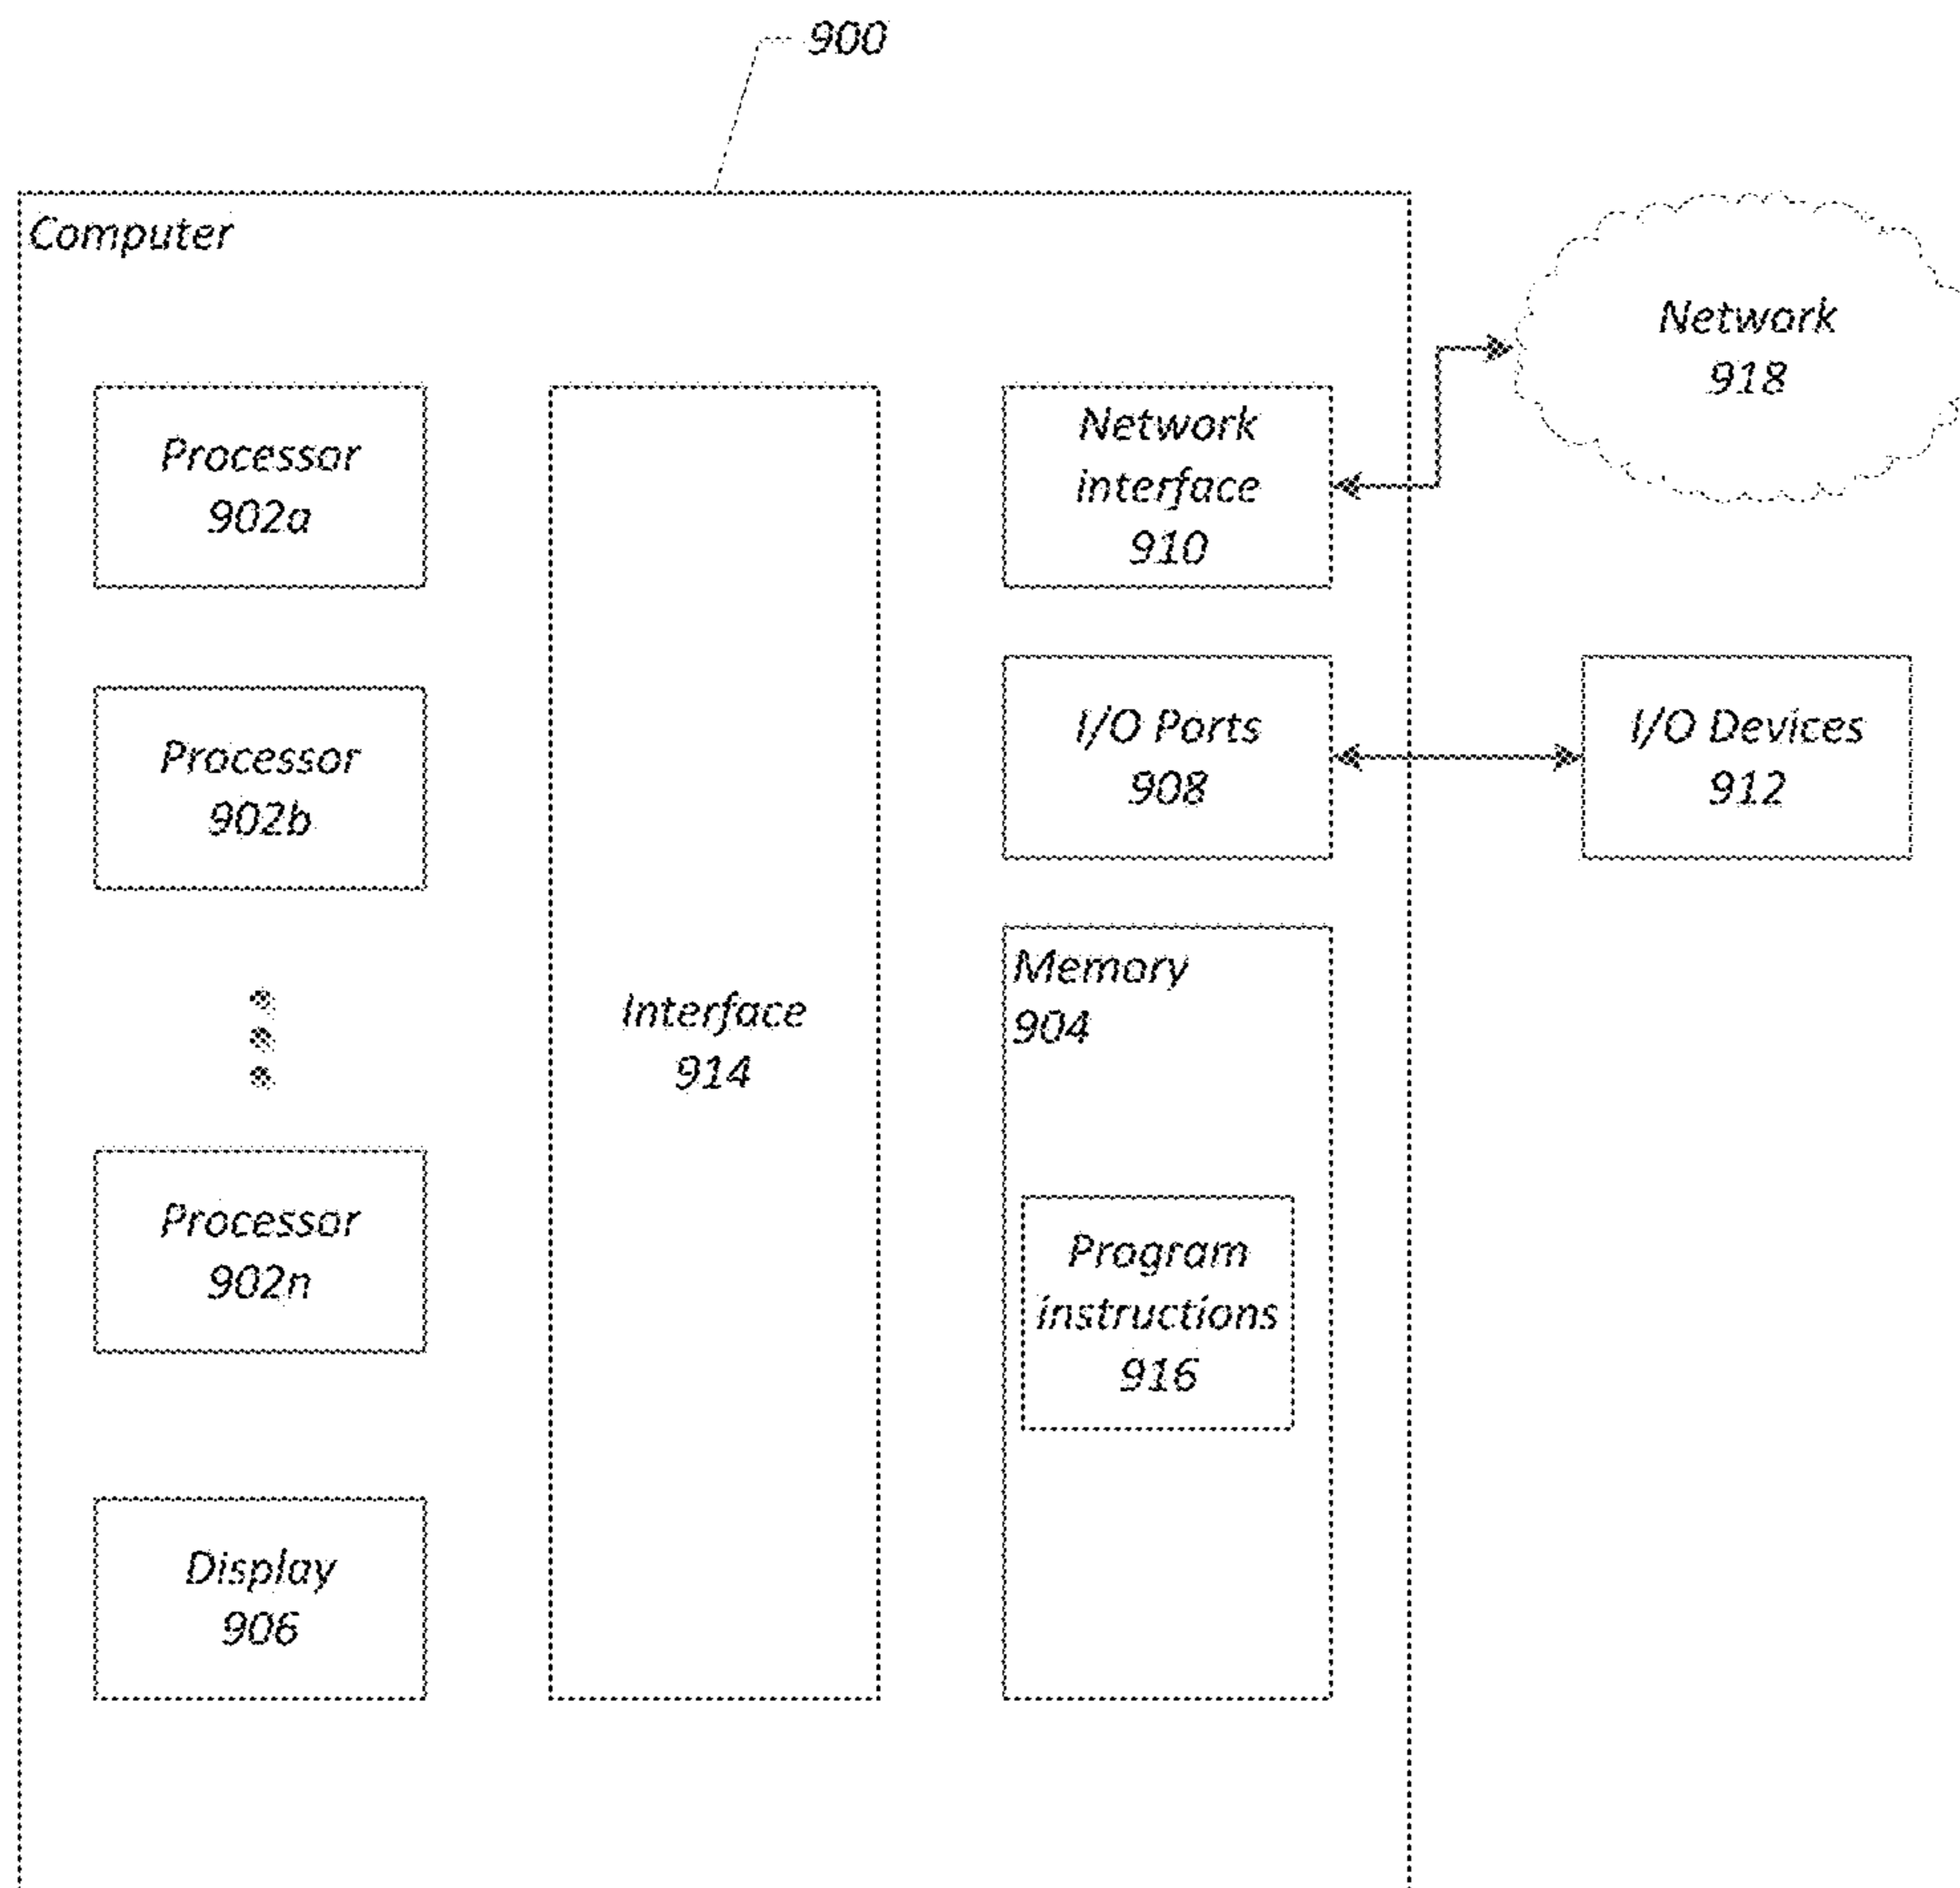 900
Computer
Processor
902a
Processor
902b
Processor
902n
Display
906
Interface
914
Network
interface
910
I/O Ports
908
Memory
904
Program
instructions
916
Network
918
I/O Devices
912